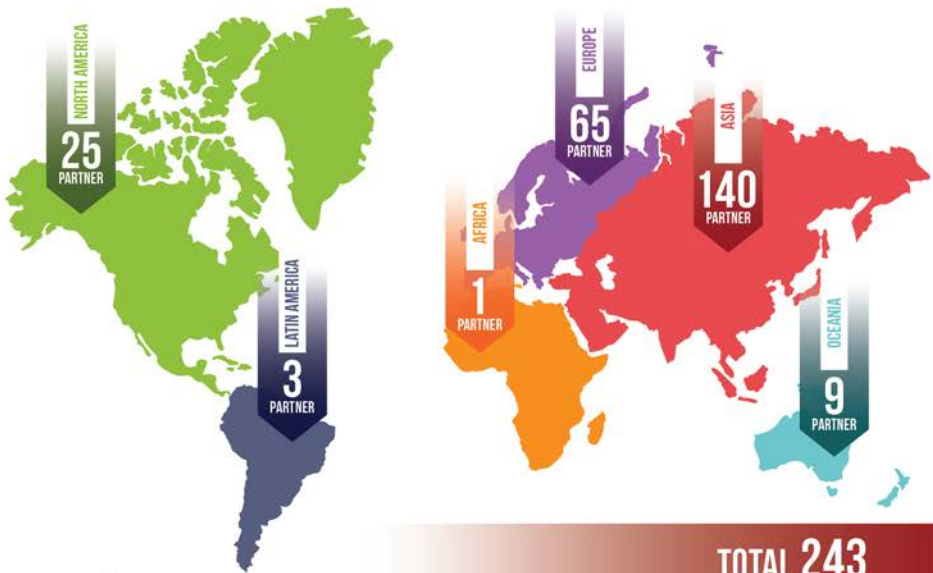 NORTH AMERICA
25
PARTNER
LATIN AMERICA
3
PARTNER
EUROPE
65
PARTNER
AFRICA
1
PARTNER
ASIA
140
PARTNER
OCEANIA
9
PARTNER
TOTAL 243